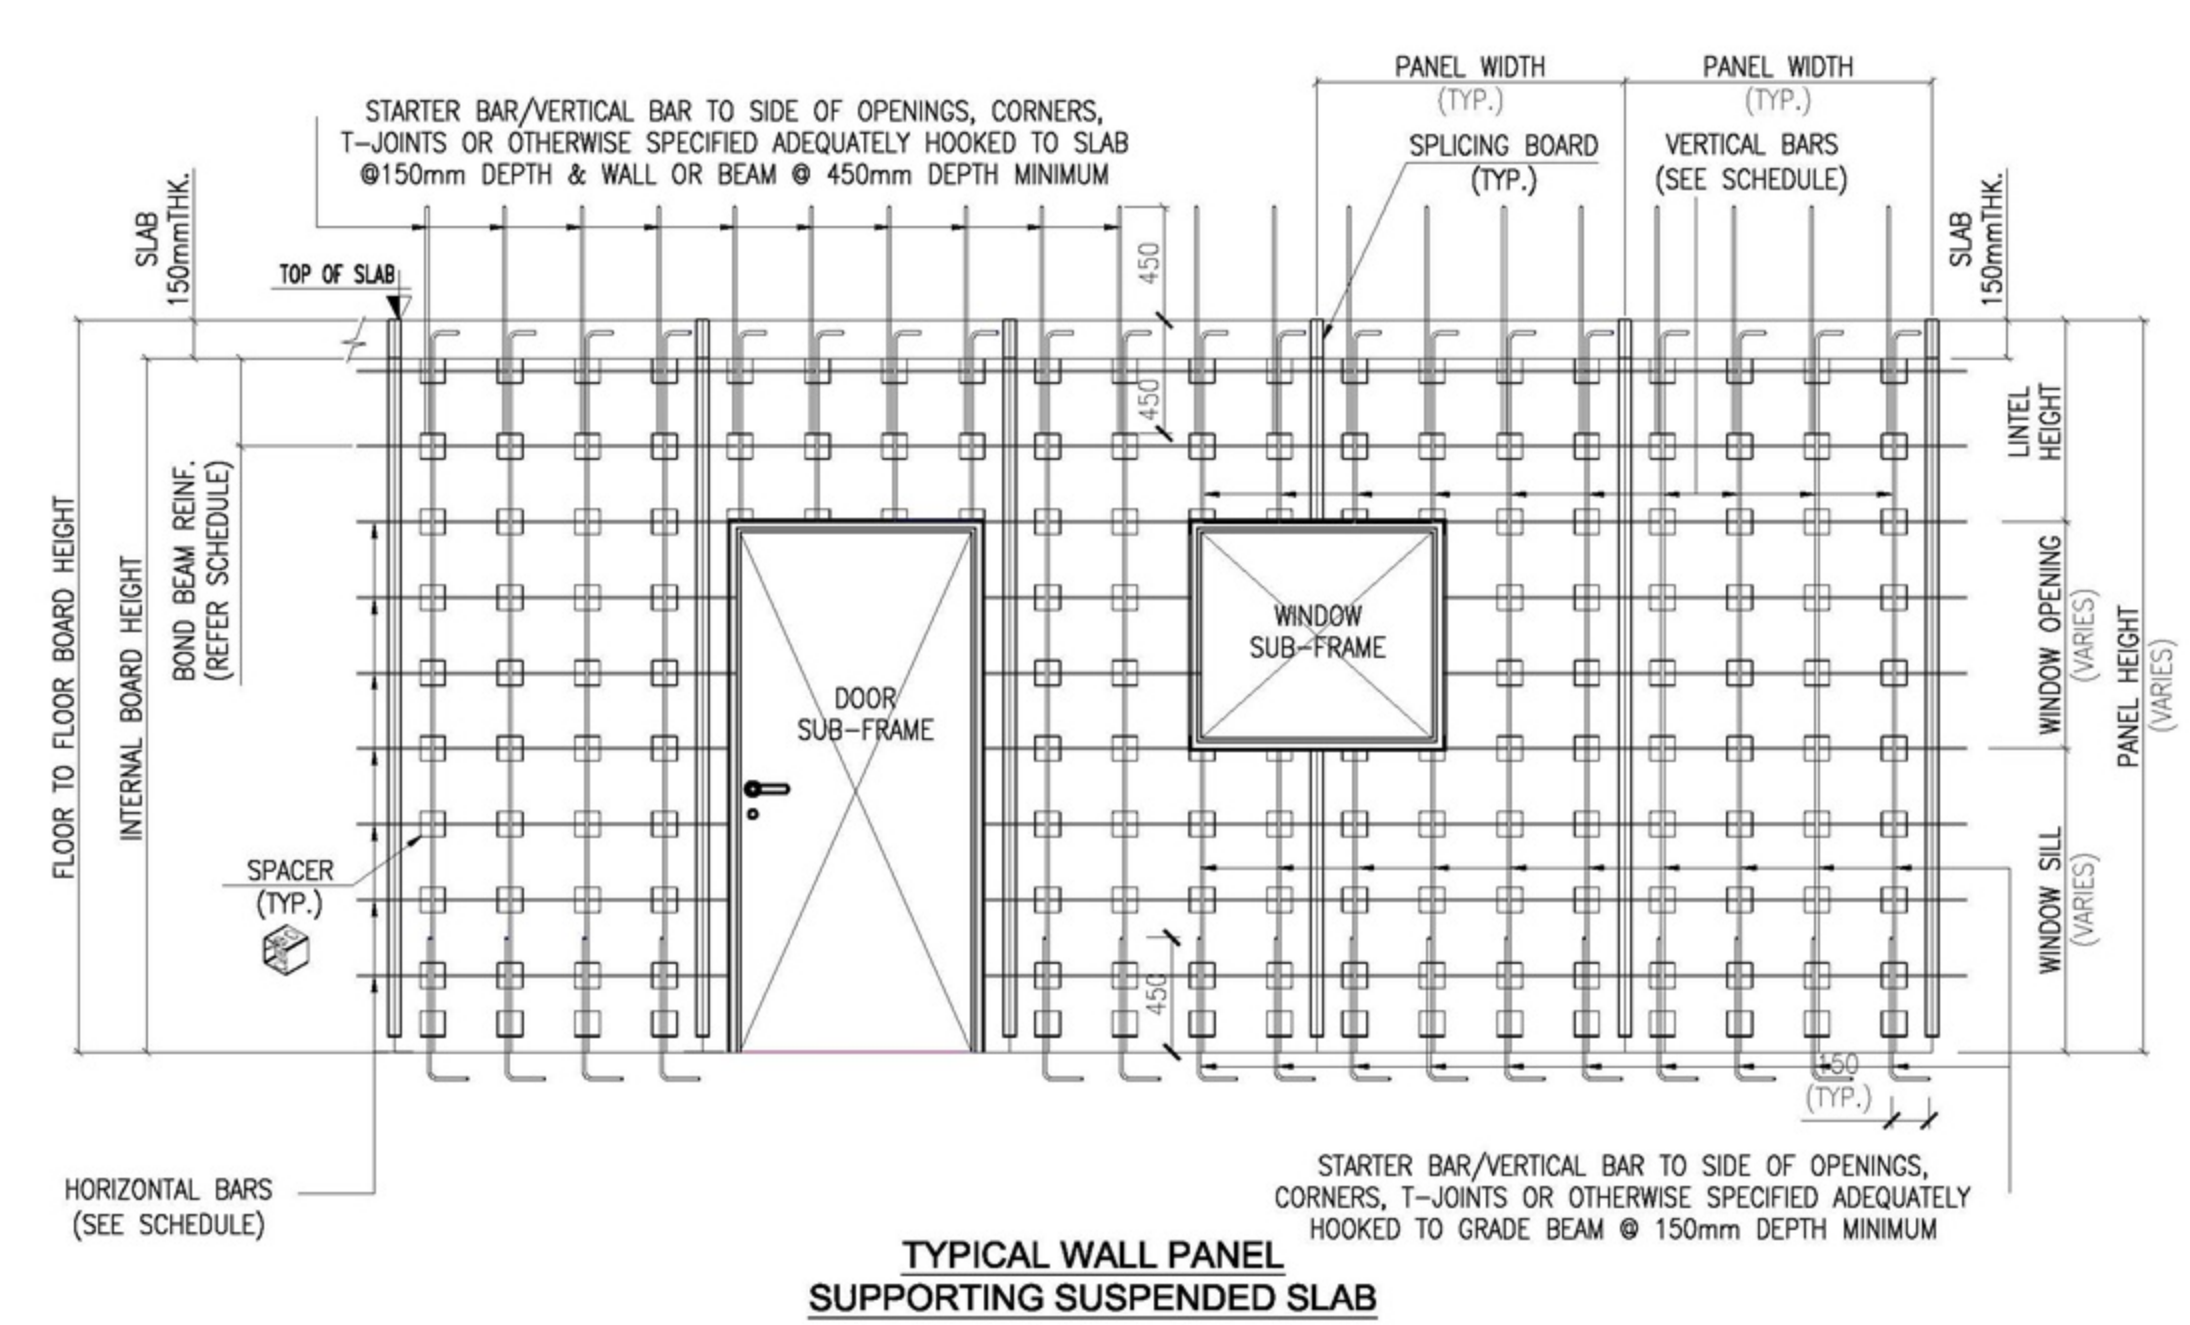 PANEL WIDTH
(TYP.)
PANEL WIDTH
(TYP.)
STARTER BAR/VERTICAL BAR TO SIDE OF OPENINGS, CORNERS,
T-JOINTS OR OTHERWISE SPECIFIED ADEQUATELY HOOKED TO SLAB
@150mm DEPTH & WALL OR BEAM @ 450mm DEPTH MINIMUM
SPLICING BOARD
(TYP.)
VERTICAL BARS
(SEE SCHEDULE)
SLAB
150mmTHK.
TOP OF SLAB
450
450
SLAB
150mmTHK.
LINTEL
HEIGHT
FLOOR TO FLOOR BOARD HEIGHT
INTERNAL BOARD HEIGHT
BOND BEAM REINF.
(REFER SCHEDULE)
WINDOW
SUB-FRAME
DOOR
SUB-FRAME
WINDOW OPENING
(VARIES)
PANEL HEIGHT
(VARIES)
SPACER
(TYP.)
WINDOW SILL
(VARIES)
450
150
(TYP.)
HORIZONTAL BARS
(SEE SCHEDULE)
STARTER BAR/VERTICAL BAR TO SIDE OF OPENINGS,
CORNERS, T-JOINTS OR OTHERWISE SPECIFIED ADEQUATELY
HOOKED TO GRADE BEAM @ 150mm DEPTH MINIMUM
TYPICAL WALL PANEL
SUPPORTING SUSPENDED SLAB